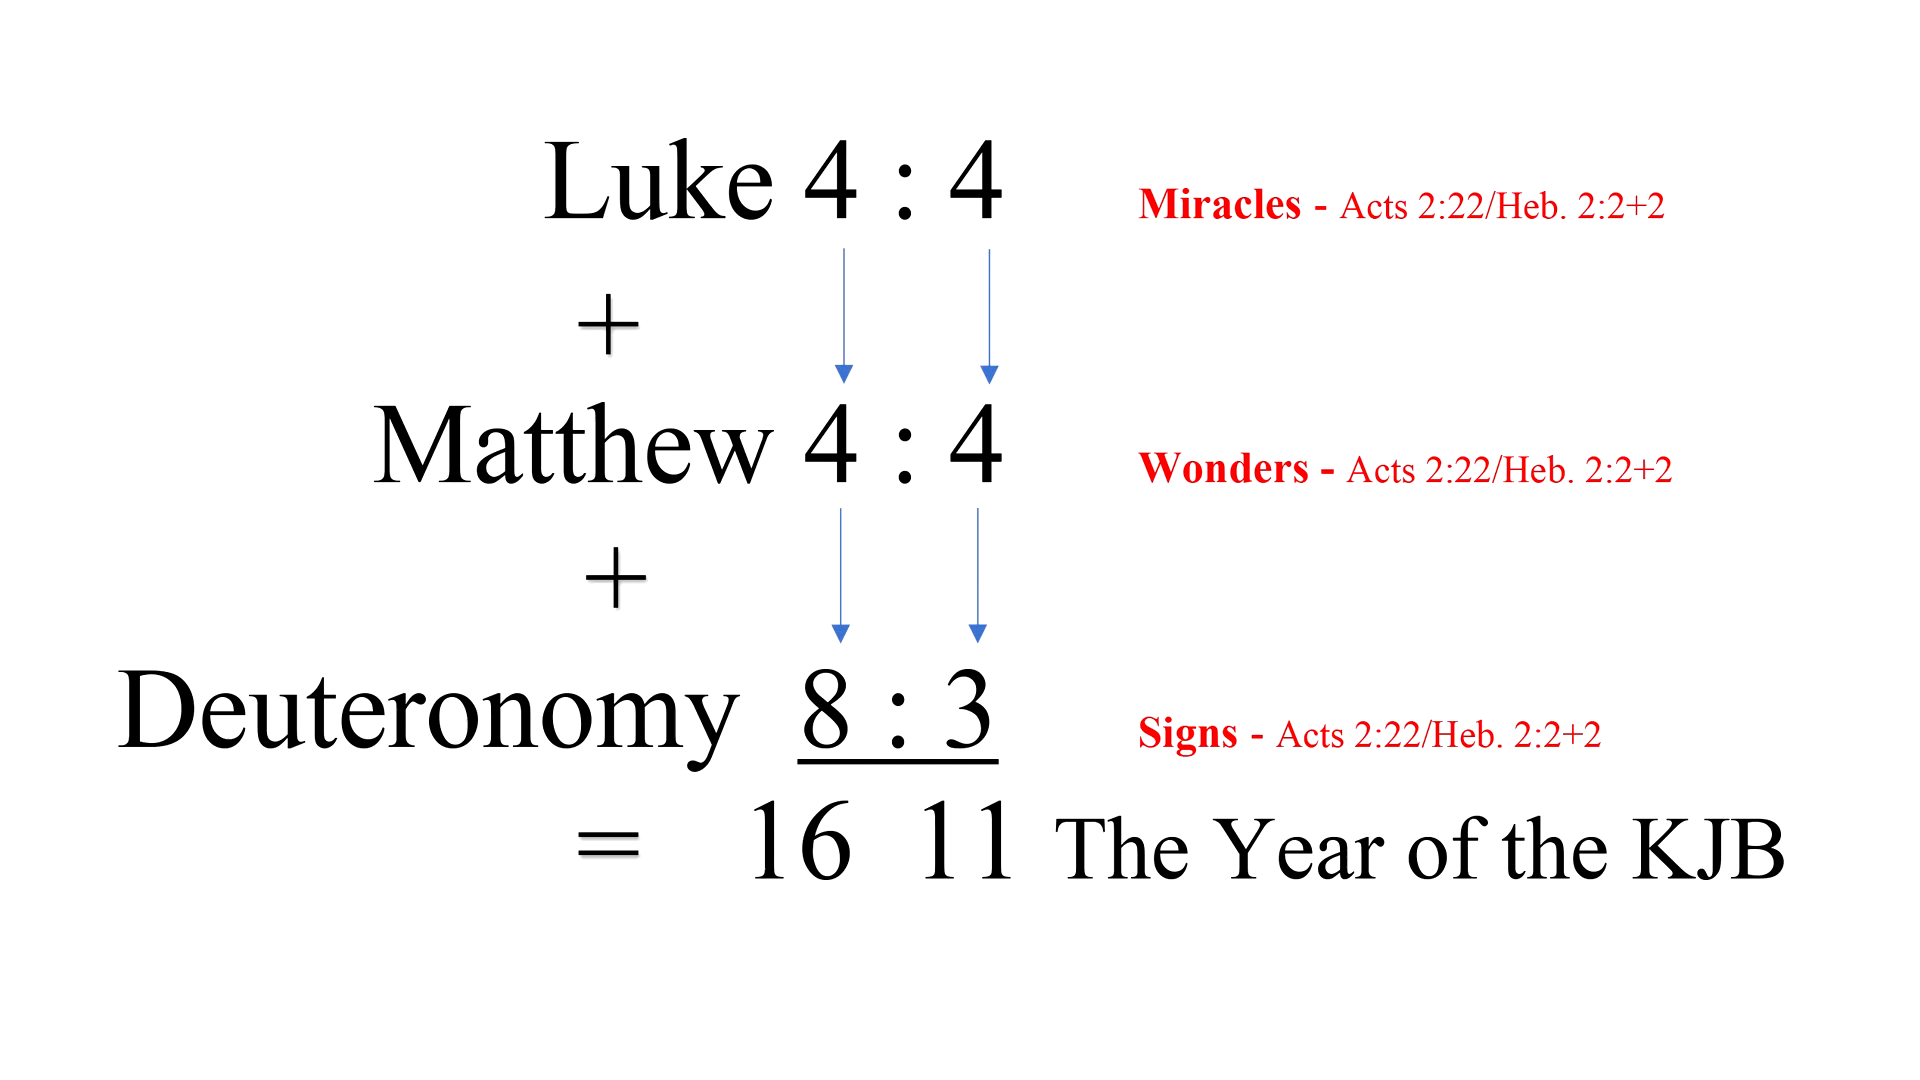 Luke 4 : 4 Miracles - Acts 2:22/Heb. 2:2+2
+
Matthew 4 : 4 Wonders - Acts 2:22/Heb. 2:2+2
+
Deuteronomy 8 : 3 Signs - Acts 2:22/Heb. 2:2+2
= 16 11 The Year of the KJB